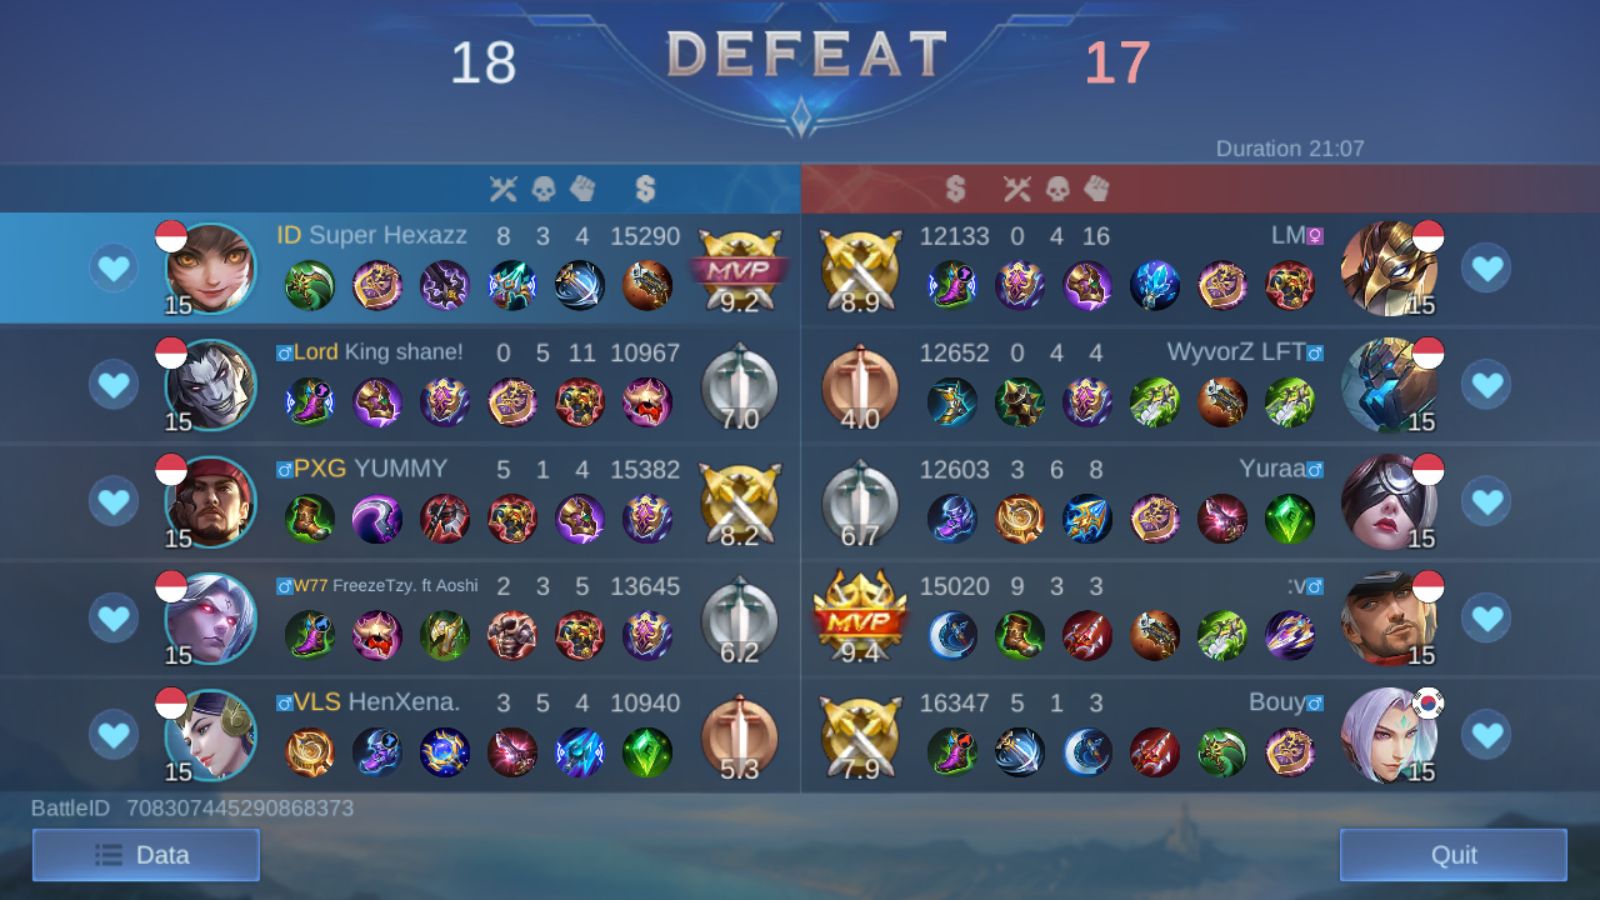 18 DEFEAT 17
Duration 21:07
ID Super Hexazz 8 3 4 15290 MVP 9.2
15
8.9 12133 0 4 16 LM♀
15
♂Lord King shane! 0 5 11 10967 7.0
15
4.0 12652 0 4 4 WyvorZ LFT♂
15
♂PXG YUMMY 5 1 4 15382 8.2
15
6.7 12603 3 6 8 Yuraa♂
15
♂W77 FreezeTzy. ft Aoshi 2 3 5 13645 6.2
15
MVP 9.4 15020 9 3 3 :v♂
15
♂VLS HenXena. 3 5 4 10940 5.3
15
7.9 16347 5 1 3 Bouy♂
15
BattleID 708307445290868373
Data
Quit